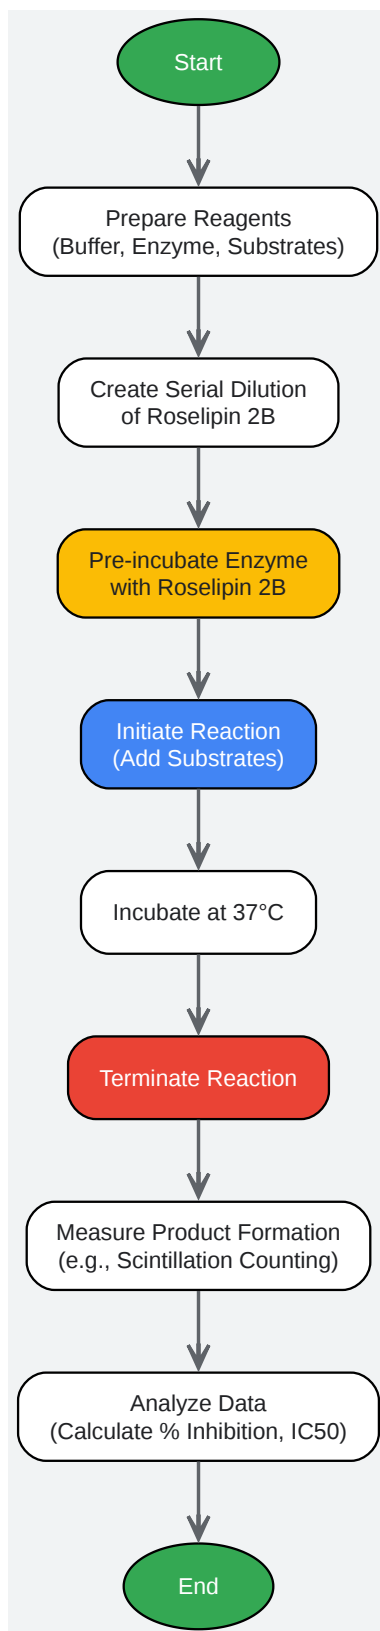 Start
Prepare Reagents
(Buffer, Enzyme, Substrates)
Create Serial Dilution
of Roselipin 2B
Pre-incubate Enzyme
with Roselipin 2B
Initiate Reaction
(Add Substrates)
Incubate at 37°C
Terminate Reaction
Measure Product Formation
(e.g., Scintillation Counting)
Analyze Data
(Calculate % Inhibition, IC50)
End